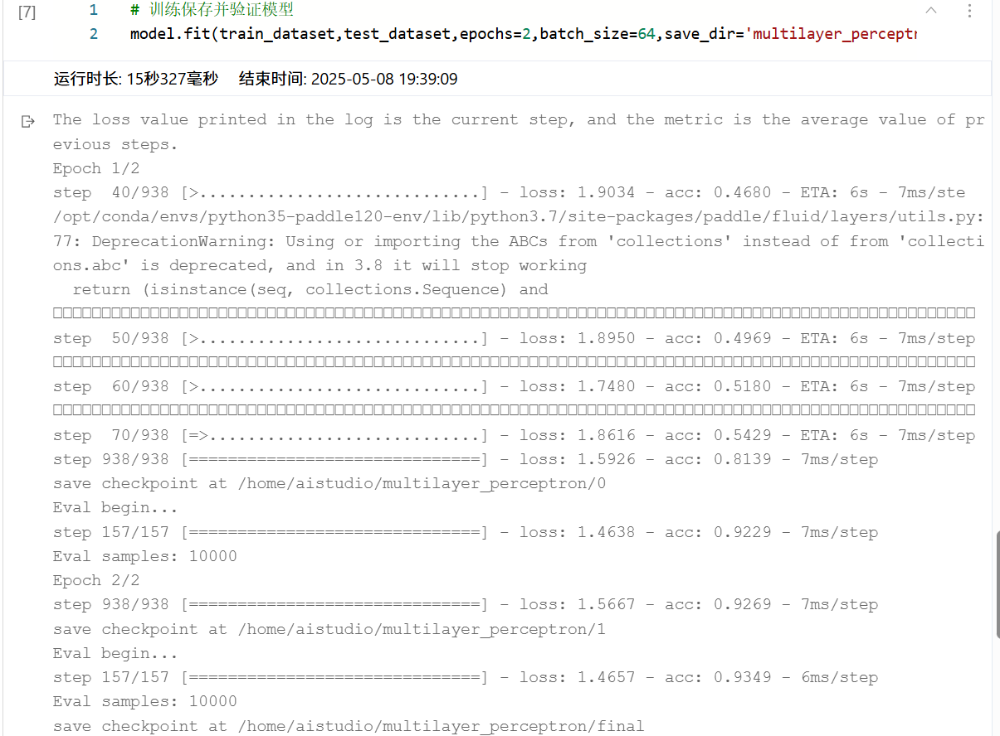 [7]
1 # 训练保存并验证模型
2 model.fit(train_dataset,test_dataset,epochs=2,batch_size=64,save_dir='multilayer_perceptr
运行时长: 15秒327毫秒 结束时间: 2025-05-08 19:39:09
The loss value printed in the log is the current step, and the metric is the average value of pr
evious steps.
Epoch 1/2
step  40/938 [>.............................] - loss: 1.9034 - acc: 0.4680 - ETA: 6s - 7ms/ste
/opt/conda/envs/python35-paddle120-env/lib/python3.7/site-packages/paddle/fluid/layers/utils.py:
77: DeprecationWarning: Using or importing the ABCs from 'collections' instead of from 'collecti
ons.abc' is deprecated, and in 3.8 it will stop working
  return (isinstance(seq, collections.Sequence) and
step  50/938 [>.............................] - loss: 1.8950 - acc: 0.4969 - ETA: 6s - 7ms/step
step  60/938 [>.............................] - loss: 1.7480 - acc: 0.5180 - ETA: 6s - 7ms/step
step  70/938 [=>............................] - loss: 1.8616 - acc: 0.5429 - ETA: 6s - 7ms/step
step 938/938 [==============================] - loss: 1.5926 - acc: 0.8139 - 7ms/step
save checkpoint at /home/aistudio/multilayer_perceptron/0
Eval begin...
step 157/157 [==============================] - loss: 1.4638 - acc: 0.9229 - 7ms/step
Eval samples: 10000
Epoch 2/2
step 938/938 [==============================] - loss: 1.5667 - acc: 0.9269 - 7ms/step
save checkpoint at /home/aistudio/multilayer_perceptron/1
Eval begin...
step 157/157 [==============================] - loss: 1.4657 - acc: 0.9349 - 6ms/step
Eval samples: 10000
save checkpoint at /home/aistudio/multilayer_perceptron/final